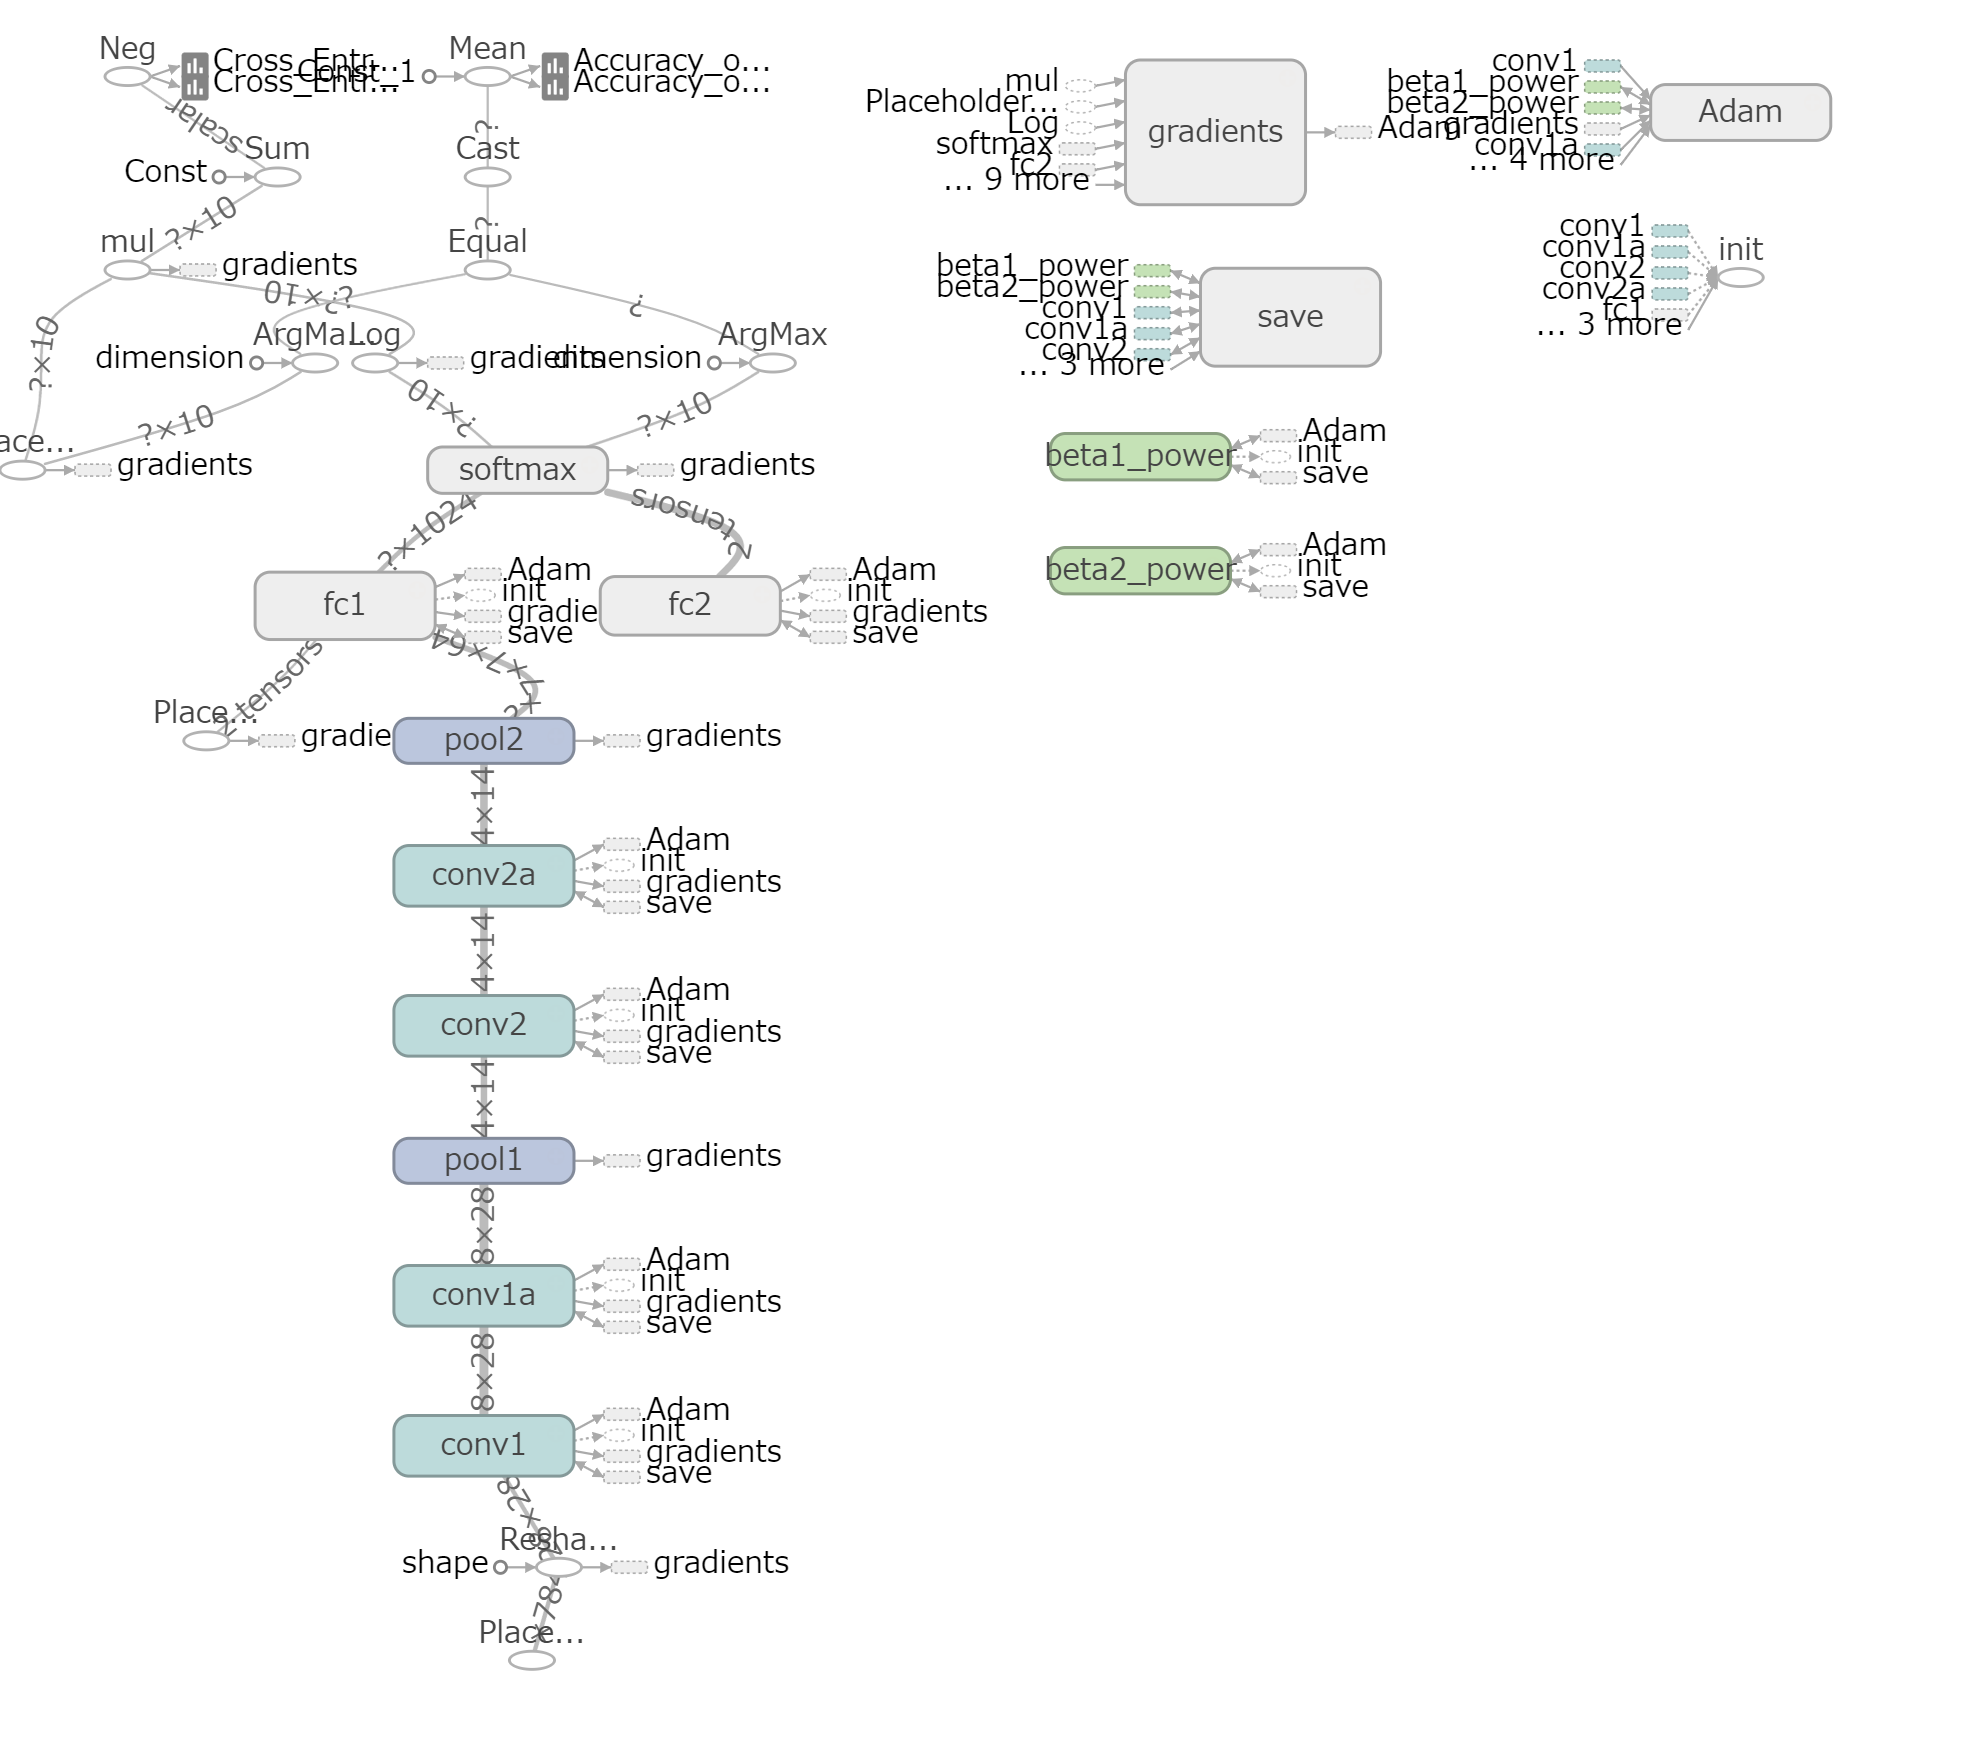 Neg
Cross_Entr...
Cross_Entr...
Const_1
Mean
Accuracy_o...
Accuracy_o...
scalar
Sum
Const
?
Cast
?×10
?
mul
gradients
Equal
?×10
?
?
ArgMa...
Log
ArgMax
dimension
gradients
dimension
?×10
?×10
?×10
?×10
ace...
gradients
softmax
gradients
?×1024
2 tensors
fc1
Adam
init
gradie
save
fc2
Adam
init
gradients
save
2 tensors
?×7×7×64
Place...
gradie
pool2
gradients
4×14
conv2a
Adam
init
gradients
save
4×14
conv2
Adam
init
gradients
save
4×14
pool1
gradients
8×28
conv1a
Adam
init
gradients
save
8×28
conv1
Adam
init
gradients
save
Resha...
shape
gradients
Place...
mul
Placeholder...
Log
softmax
fc2
... 9 more
gradients
Adam
conv1
beta1_power
beta2_power
gradients
conv1a
... 4 more
Adam
beta1_power
beta2_power
conv1
conv1a
conv2
... 3 more
save
conv1
conv1a
conv2
conv2a
fc1
... 3 more
init
beta1_power
Adam
init
save
beta2_power
Adam
init
save